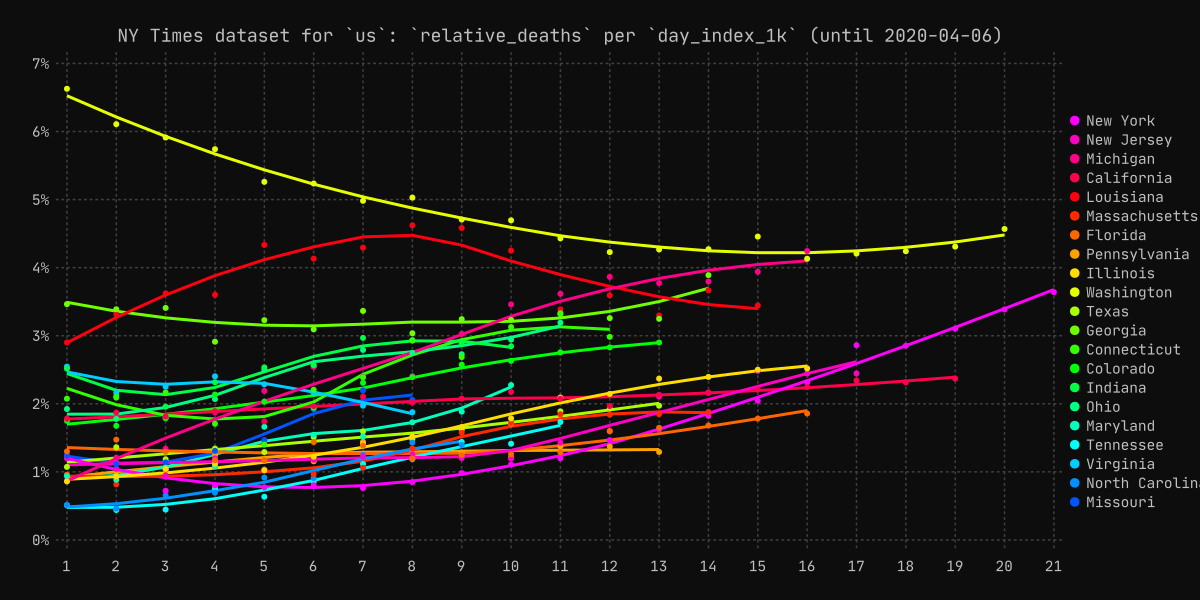 NY Times dataset for `us`: `relative_deaths` per `day_index_1k` (until 2020-04-06)
7%
6%
5%
4%
3%
2%
1%
0%
1 2 3 4 5 6 7 8 9 10 11 12 13 14 15 16 17 18 19 20 21
New York
New Jersey
Michigan
California
Louisiana
Massachusetts
Florida
Pennsylvania
Illinois
Washington
Texas
Georgia
Connecticut
Colorado
Indiana
Ohio
Maryland
Tennessee
Virginia
North Carolina
Missouri